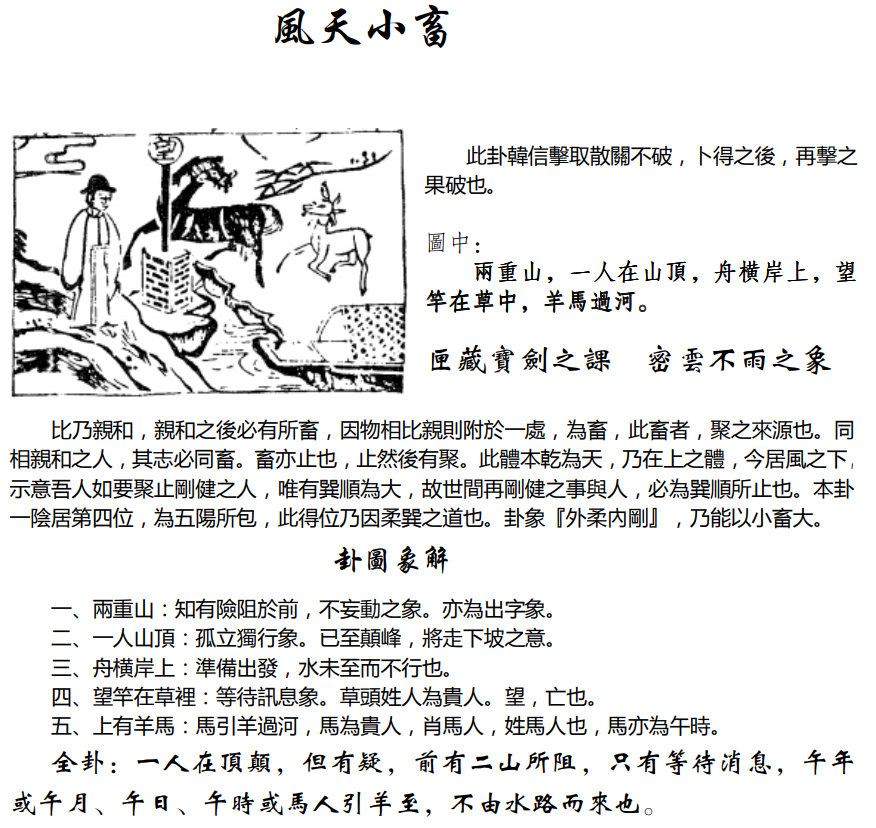 風天小畜
望
此卦韓信擊取散關不破，卜得之後，再擊之
果破也。
圖中：
兩重山，一人在山頂，舟橫岸上，望
竿在草中，羊馬過河。
匣藏寶劍之課　密雲不雨之象
比乃親和，親和之後必有所畜，因物相比親則附於一處，為畜，此畜者，聚之來源也。同
相親和之人，其志必同畜。畜亦止也，止然後有聚。此體本乾為天，乃在上之體，今居風之下，
示意吾人如要聚止剛健之人，唯有巽順為大，故世間再剛健之事與人，必為巽順所止也。本卦
一陰居第四位，為五陽所包，此得位乃因柔巽之道也。卦象『外柔內剛』，乃能以小畜大。
卦圖象解
一、兩重山：知有險阻於前，不妄動之象。亦為出字象。
二、一人山頂：孤立獨行象。已至顛峰，將走下坡之意。
三、舟橫岸上：準備出發，水未至而不行也。
四、望竿在草裡：等待訊息象。草頭姓人為貴人。望，亡也。
五、上有羊馬：馬引羊過河，馬為貴人，肖馬人，姓馬人也，馬亦為午時。
全卦：一人在頂顛，但有疑，前有二山所阻，只有等待消息，午年
或午月、午日、午時或馬人引羊至，不由水路而來也。